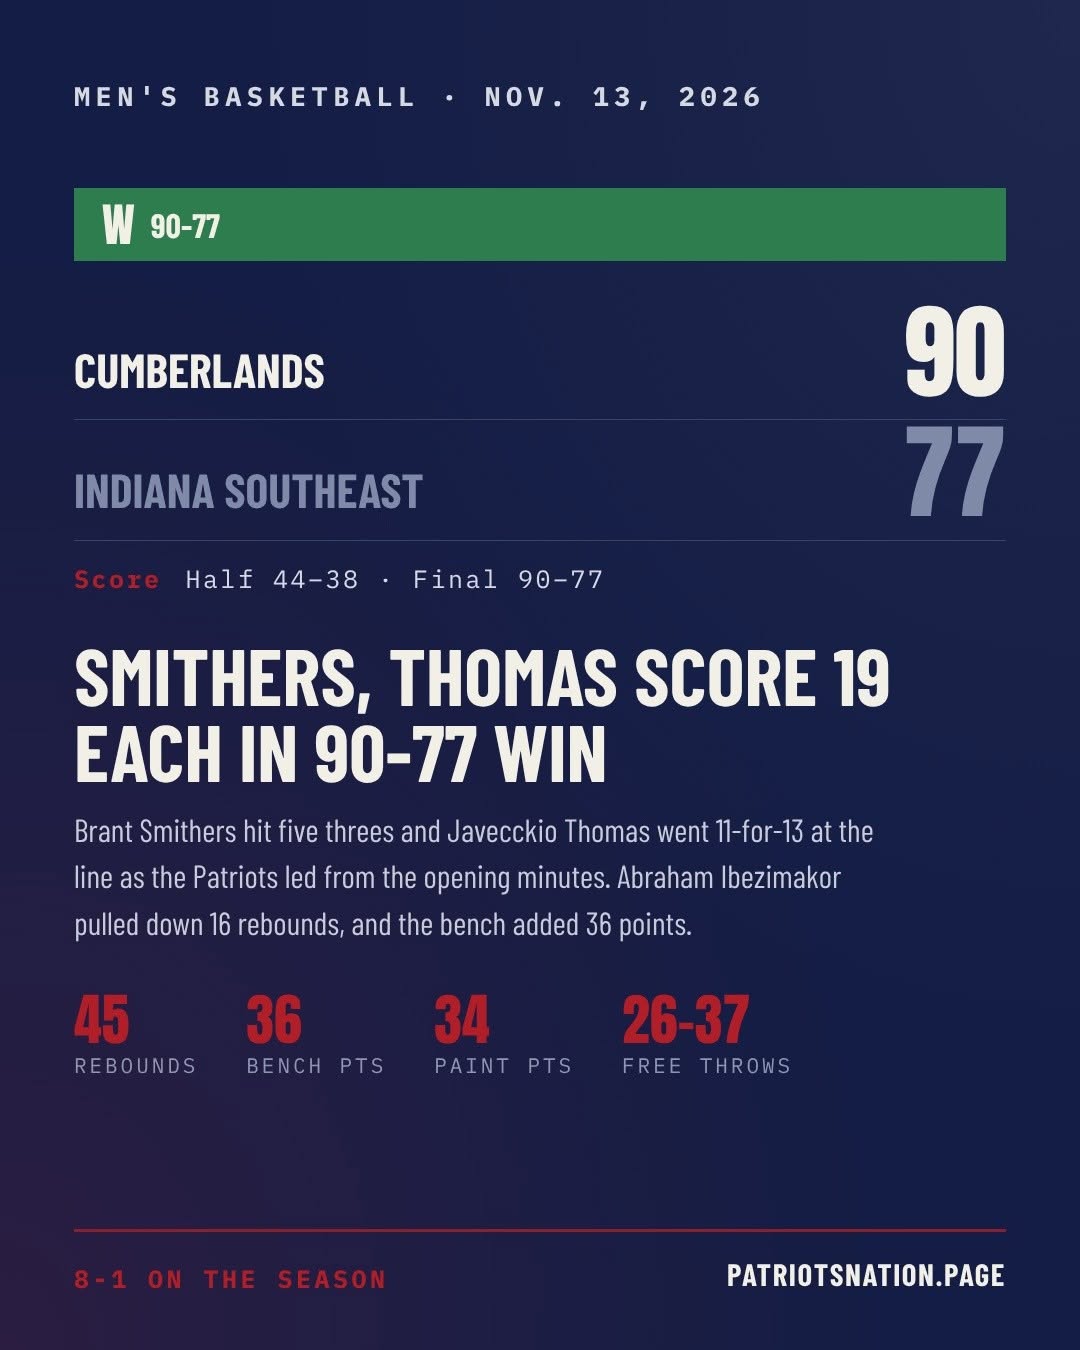 MEN'S BASKETBALL · NOV. 13, 2026
W 90-77
CUMBERLANDS 90
INDIANA SOUTHEAST 77
Score Half 44–38 · Final 90–77
SMITHERS, THOMAS SCORE 19
EACH IN 90-77 WIN
Brant Smithers hit five threes and Javecckio Thomas went 11-for-13 at the
line as the Patriots led from the opening minutes. Abraham Ibezimakor
pulled down 16 rebounds, and the bench added 36 points.
45 36 34 26-37
REBOUNDS BENCH PTS PAINT PTS FREE THROWS
8-1 ON THE SEASON PATRIOTSNATION.PAGE